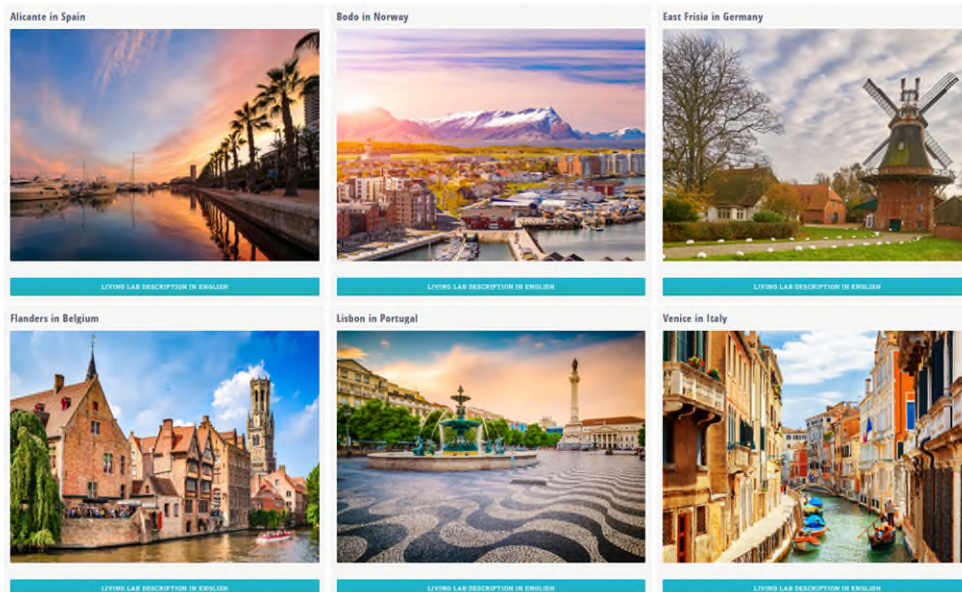 Alicante in Spain
Bodo in Norway
East Frisia in Germany
LIVING LAB DESCRIPTION IN ENGLISH
LIVING LAB DESCRIPTION IN ENGLISH
LIVING LAB DESCRIPTION IN ENGLISH
Flanders in Belgium
Lisbon in Portugal
Venice in Italy
LIVING LAB DESCRIPTION IN ENGLISH
LIVING LAB DESCRIPTION IN ENGLISH
LIVING LAB DESCRIPTION IN ENGLISH